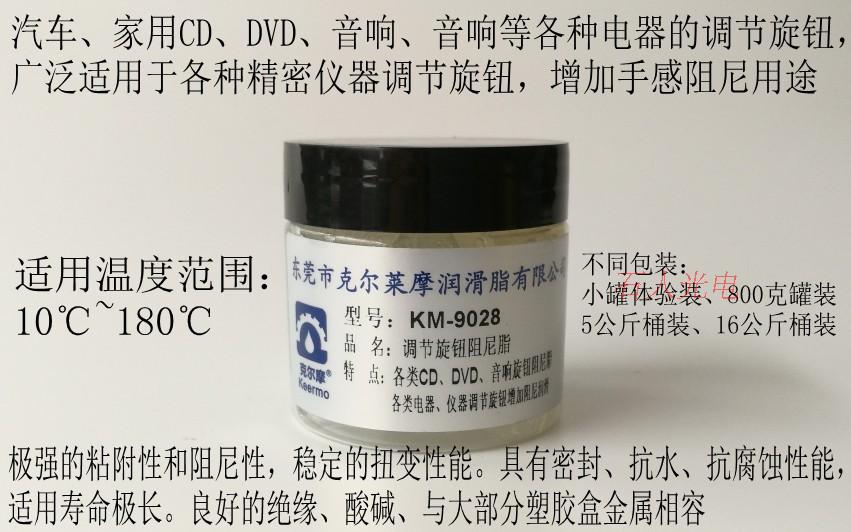 汽车、家用CD、DVD、音响、音响等各种电器的调节旋钮，
广泛适用于各种精密仪器调节旋钮，增加手感阻尼用途
适用温度范围：
10℃~180℃
东莞市克尔莱摩润滑脂有限公司
型号：KM-9028
品 名：调节旋钮阻尼脂
特 点：各类CD、DVD、音响旋钮阻尼脂
各类电器、仪器调节旋钮增加阻尼润滑
克尔摩®
Keermo
不同包装：
小罐体验装、800克罐装
5公斤桶装、16公斤桶装
石人光电
极强的粘附性和阻尼性，稳定的扭变性能。具有密封、抗水、抗腐蚀性能，
适用寿命极长。良好的绝缘、酸碱、与大部分塑胶盒金属相容